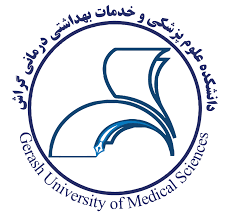 دانشکده علوم پزشکی و خدمات بهداشتی درمانی گراش
Gerash University of Medical Sciences